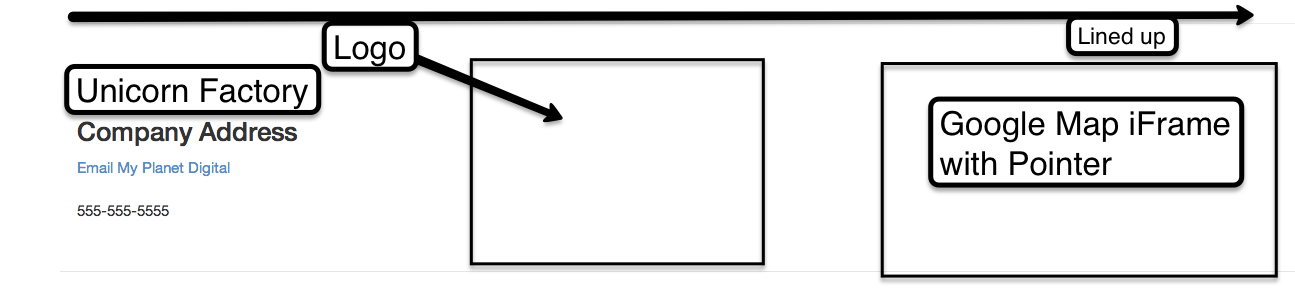 Lined up
Logo
Unicorn Factory
Company Address
Email My Planet Digital
555-555-5555
Google Map iFrame
with Pointer